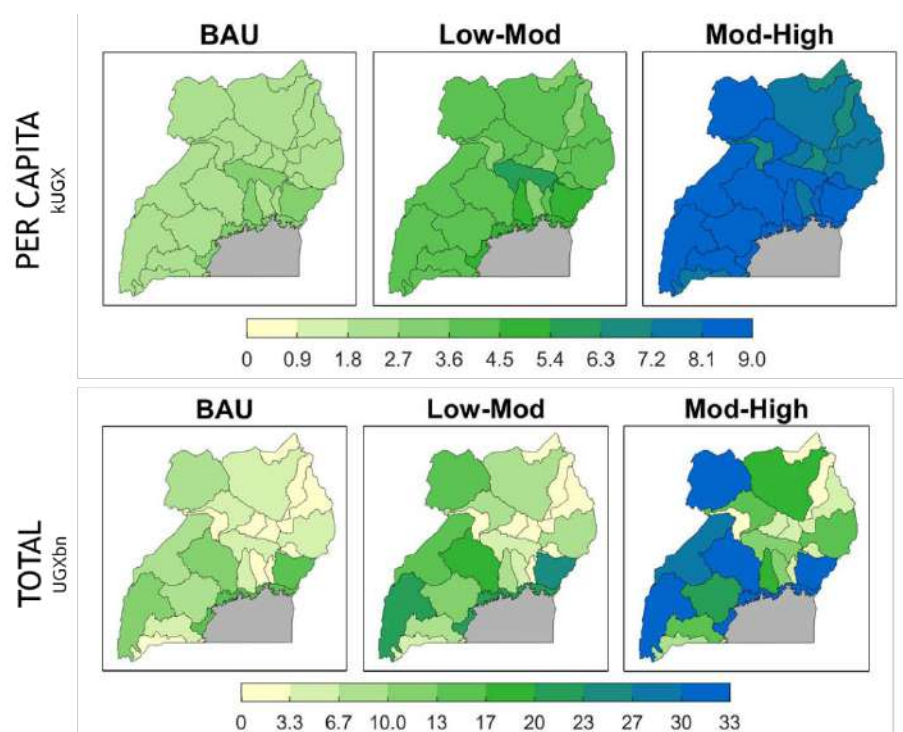 BAU Low-Mod Mod-High
PER CAPITA
kUGX
0 0.9 1.8 2.7 3.6 4.5 5.4 6.3 7.2 8.1 9.0
BAU Low-Mod Mod-High
TOTAL
UGXbn
0 3.3 6.7 10.0 13 17 20 23 27 30 33